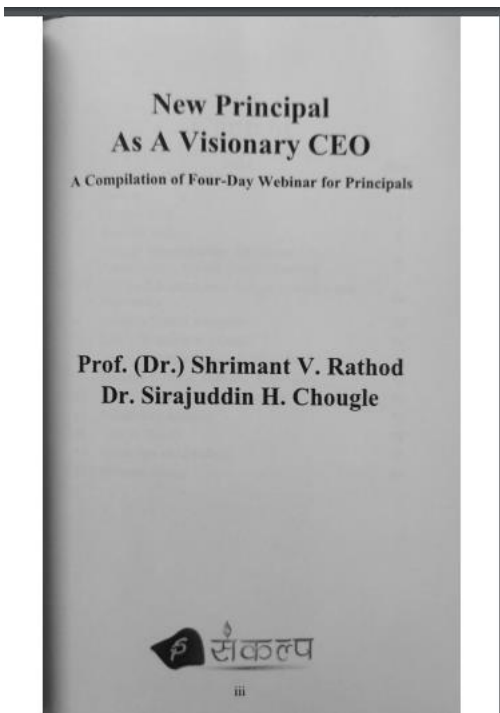 New Principal
As A Visionary CEO
A Compilation of Four-Day Webinar for Principals
Prof. (Dr.) Shrimant V. Rathod
Dr. Sirajuddin H. Chougle
संकल्प
iii